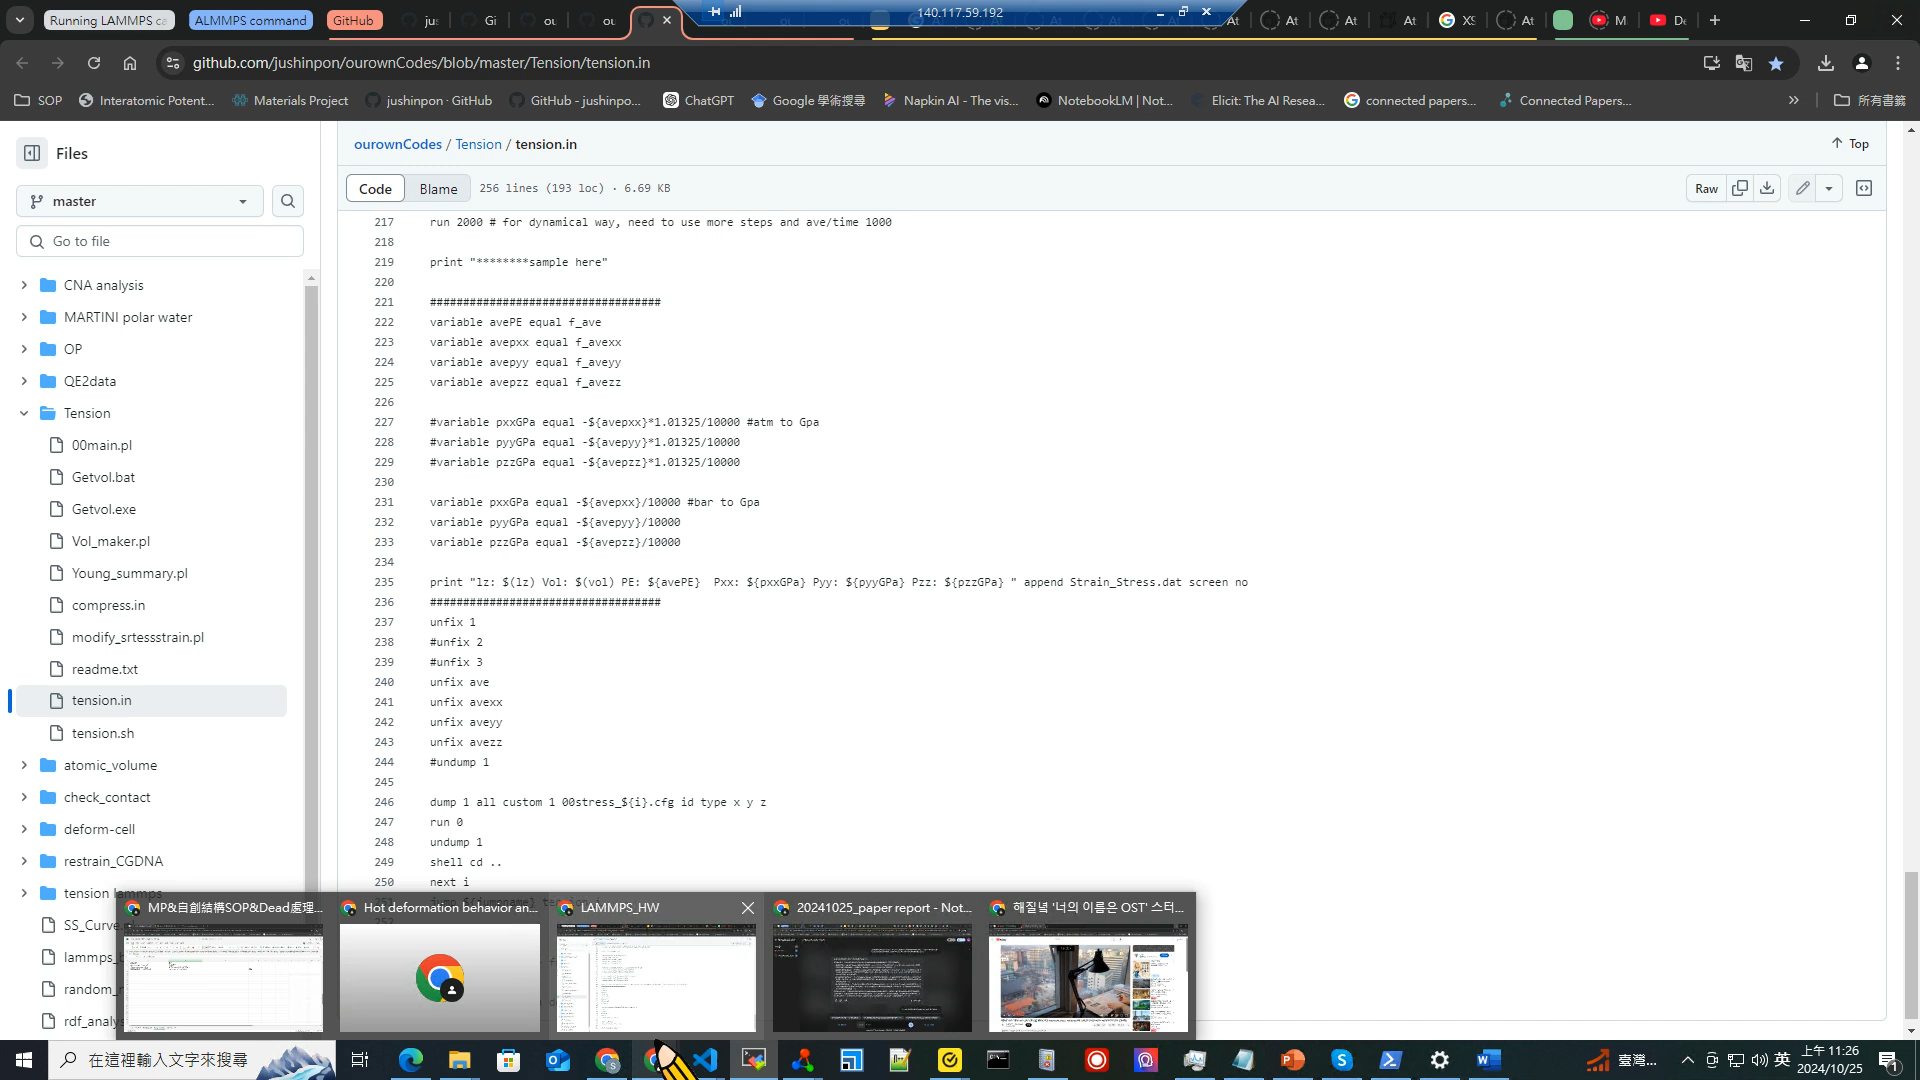 Running LAMMPS ca
ALMMPS command
GitHub
140.117.59.192
github.com/jushinpon/ourownCodes/blob/master/Tension/tension.in
SOP
Interatomic Potent...
Materials Project
jushinpon · GitHub
GitHub - jushinpo...
ChatGPT
Google 學術搜尋
Napkin AI - The vis...
NotebookLM | Not...
Elicit: The AI Resea...
connected papers...
Connected Papers...
所有書籤
Files
ourownCodes / Tension / tension.in
Top
master
Code
Blame
256 lines (193 loc) · 6.69 KB
Raw
Go to file
CNA analysis
MARTINI polar water
OP
QE2data
Tension
00main.pl
Getvol.bat
Getvol.exe
Vol_maker.pl
Young_summary.pl
compress.in
modify_srtessstrain.pl
readme.txt
tension.in
tension.sh
atomic_volume
check_contact
deform-cell
restrain_CGDNA
tension lammps
217 run 2000 # for dynamical way, need to use more steps and ave/time 1000
218
219 print "********sample here"
220
221 ###################################
222 variable avePE equal f_ave
223 variable avepxx equal f_avexx
224 variable avepyy equal f_aveyy
225 variable avepzz equal f_avezz
226
227 #variable pxxGPa equal -${avepxx}*1.01325/10000 #atm to Gpa
228 #variable pyyGPa equal -${avepyy}*1.01325/10000
229 #variable pzzGPa equal -${avepzz}*1.01325/10000
230
231 variable pxxGPa equal -${avepxx}/10000 #bar to Gpa
232 variable pyyGPa equal -${avepyy}/10000
233 variable pzzGPa equal -${avepzz}/10000
234
235 print "lz: $(lz) Vol: $(vol) PE: ${avePE}  Pxx: ${pxxGPa} Pyy: ${pyyGPa} Pzz: ${pzzGPa} " append Strain_Stress.dat screen no
236 ###################################
237 unfix 1
238 #unfix 2
239 #unfix 3
240 unfix ave
241 unfix avexx
242 unfix aveyy
243 unfix avezz
244 #undump 1
245
246 dump 1 all custom 1 00stress_${i}.cfg id type x y z
247 run 0
248 undump 1
249 shell cd ..
250 next i
MP&自創結構SOP&Dead處理...
Hot deformation behavior an...
LAMMPS_HW
20241025_paper report - Not...
해질녘 '너의 이름은 OST' 스터...
在這裡輸入文字來搜尋
臺灣...
英
上午 11:26
2024/10/25
1